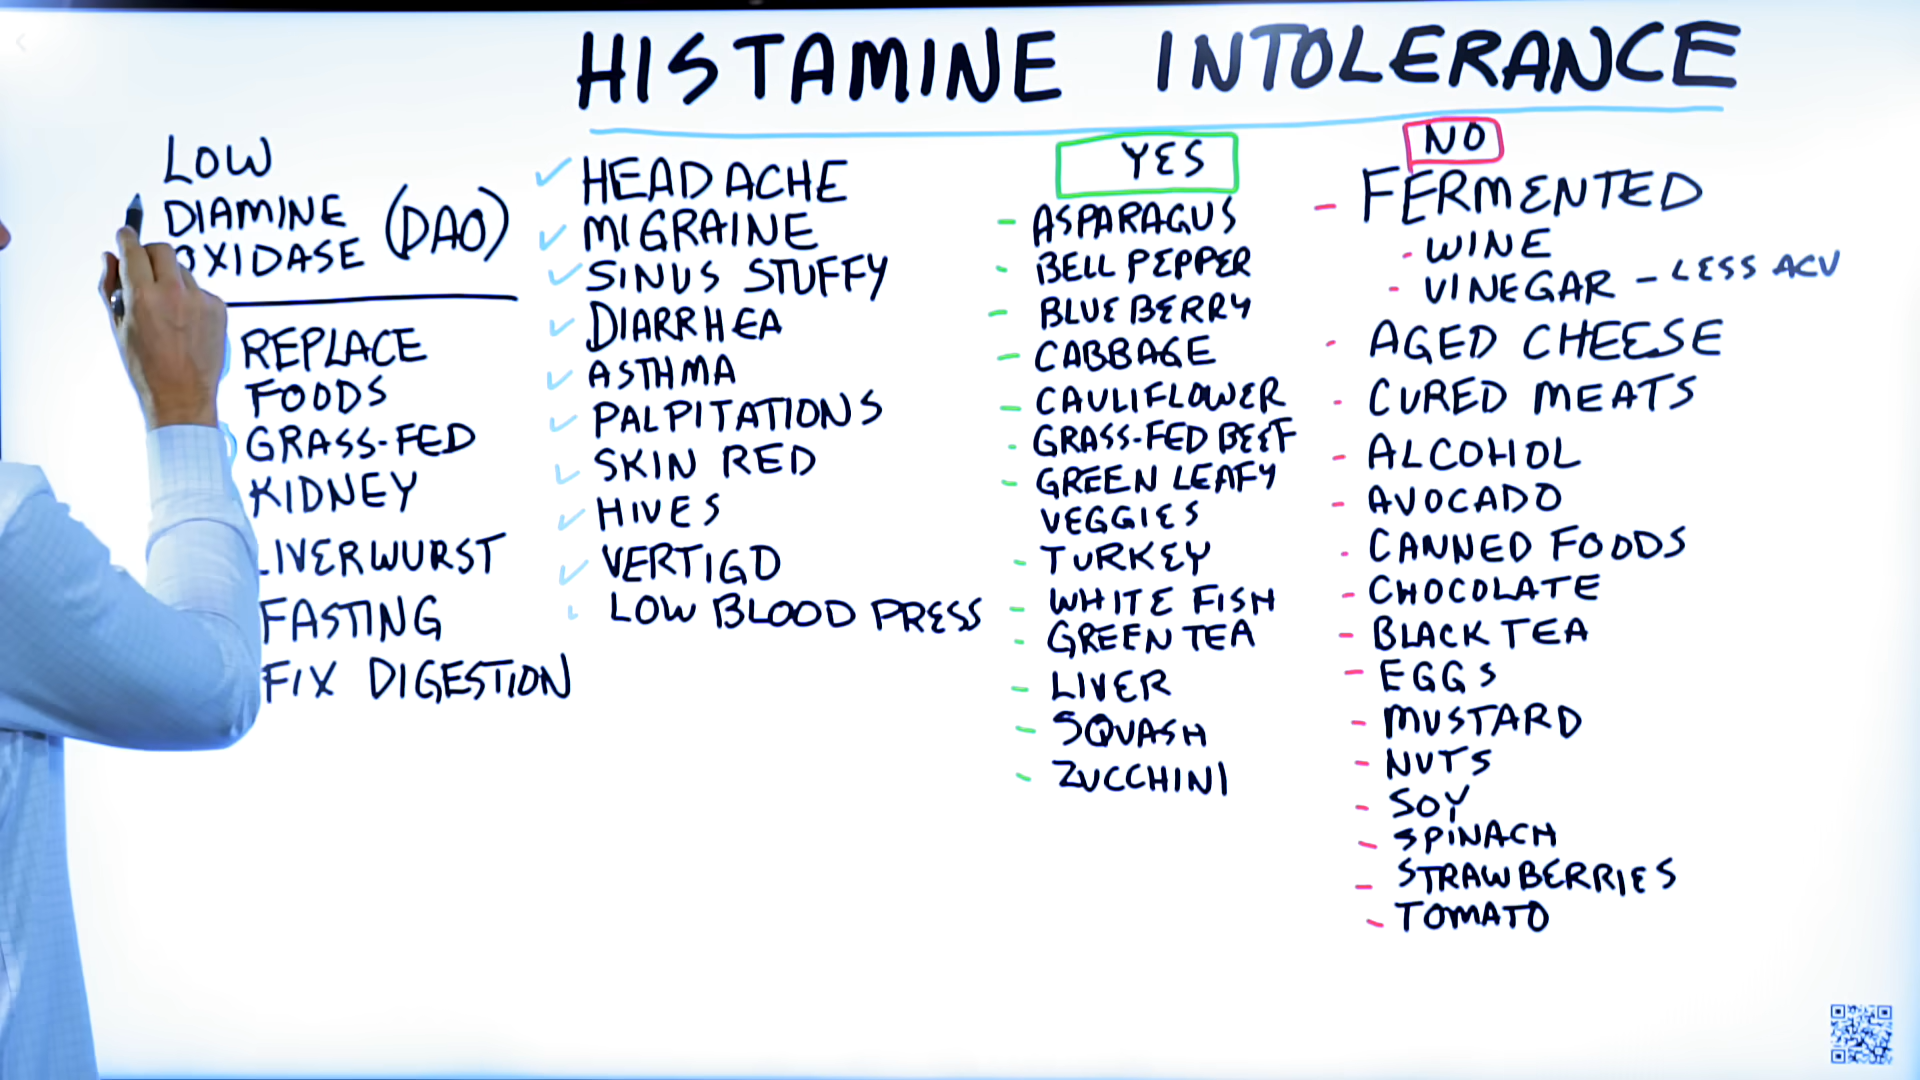 HISTAMINE INTOLERANCE
LOW
DIAMINE
OXIDASE (DAO)
REPLACE
FOODS
GRASS-FED
KIDNEY
LIVERWURST
FASTING
FIX DIGESTION
HEADACHE
MIGRAINE
SINUS STUFFY
DIARRHEA
ASTHMA
PALPITATIONS
SKIN RED
HIVES
VERTIGO
LOW BLOOD PRESS
YES
- ASPARAGUS
- BELL PEPPER
- BLUEBERRY
- CABBAGE
- CAULIFLOWER
- GRASS-FED BEEF
- GREEN LEAFY
VEGGIES
- TURKEY
- WHITE FISH
- GREEN TEA
- LIVER
- SQUASH
- ZUCCHINI
NO
- FERMENTED
- WINE
- VINEGAR - LESS ACV
- AGED CHEESE
- CURED MEATS
- ALCOHOL
- AVOCADO
- CANNED FOODS
- CHOCOLATE
- BLACK TEA
- EGGS
- MUSTARD
- NUTS
- SOY
- SPINACH
- STRAWBERRIES
- TOMATO